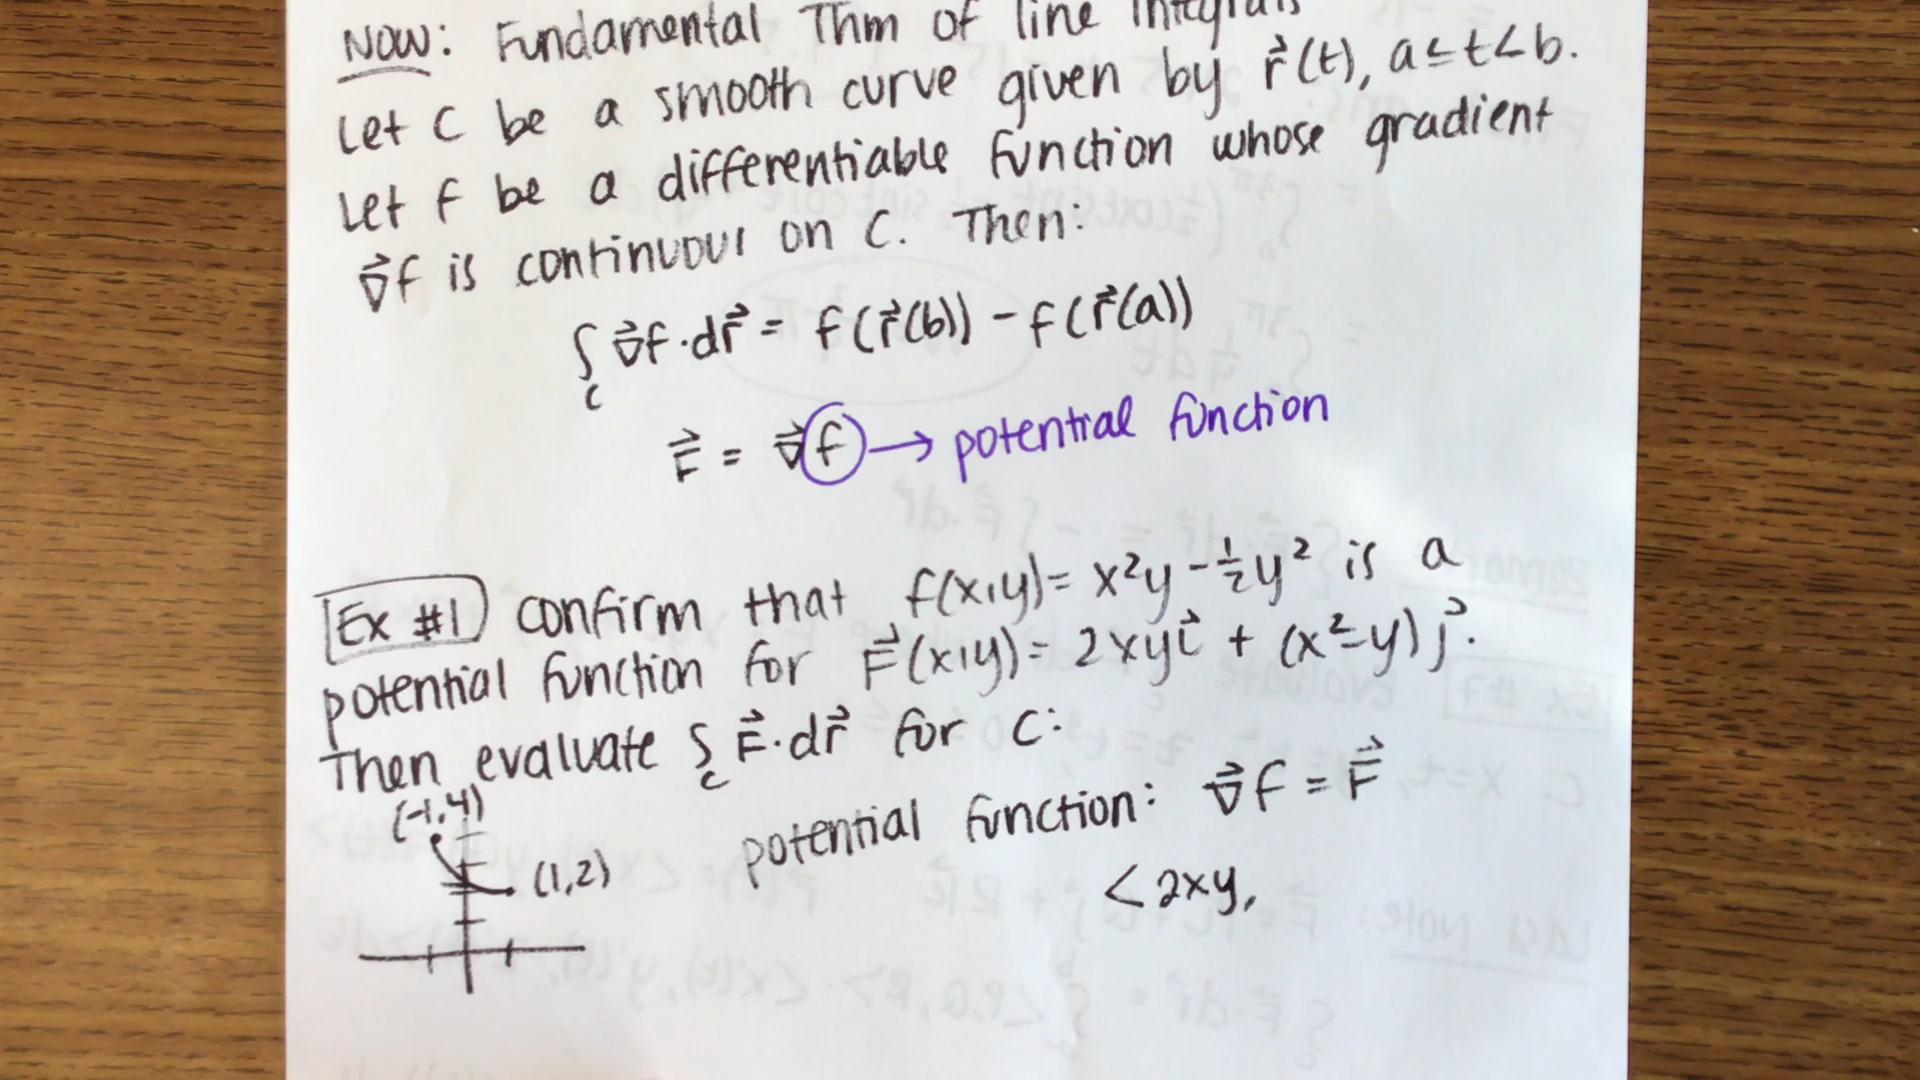 NOW: Fundamental Thm of line integrals
Let C be a smooth curve given by r⃗(t), a≤t<b.
Let f be a differentiable function whose gradient
∇⃗f is continuous on C. Then:
∫_C ∇⃗f·dr⃗ = f(r⃗(b)) - f(r⃗(a))
F⃗ = ∇⃗f → potential function
Ex #1 confirm that f(x,y)= x²y - ½y² is a
potential function for F⃗(x,y)= 2xyi⃗ + (x²-y)j⃗.
Then evaluate ∫_C F⃗·dr⃗ for C:
(-1,4)
(1,2)
potential function: ∇⃗f = F⃗
<2xy,